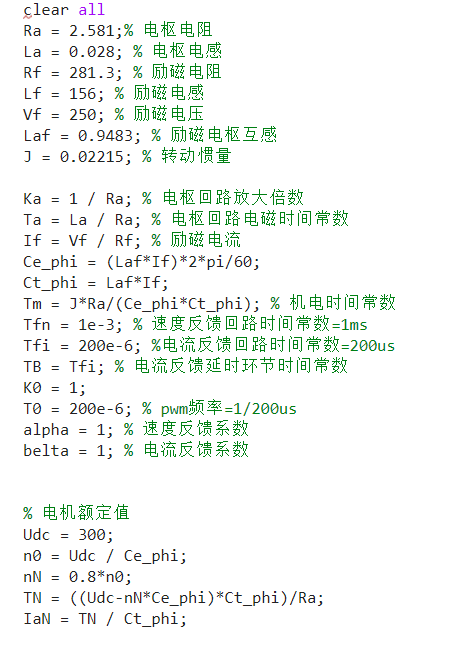 clear all
Ra = 2.581;% 电枢电阻
La = 0.028; % 电枢电感
Rf = 281.3; % 励磁电阻
Lf = 156; % 励磁电感
Vf = 250; % 励磁电压
Laf = 0.9483; % 励磁电枢互感
J = 0.02215; % 转动惯量
Ka = 1 / Ra; % 电枢回路放大倍数
Ta = La / Ra; % 电枢回路电磁时间常数
If = Vf / Rf; % 励磁电流
Ce_phi = (Laf*If)*2*pi/60;
Ct_phi = Laf*If;
Tm = J*Ra/(Ce_phi*Ct_phi); % 机电时间常数
Tfn = 1e-3; % 速度反馈回路时间常数=1ms
Tfi = 200e-6; %电流反馈回路时间常数=200us
TB = Tfi; % 电流反馈延时环节时间常数
K0 = 1;
T0 = 200e-6; % pwm频率=1/200us
alpha = 1; % 速度反馈系数
belta = 1; % 电流反馈系数
% 电机额定值
Udc = 300;
n0 = Udc / Ce_phi;
nN = 0.8*n0;
TN = ((Udc-nN*Ce_phi)*Ct_phi)/Ra;
IaN = TN / Ct_phi;